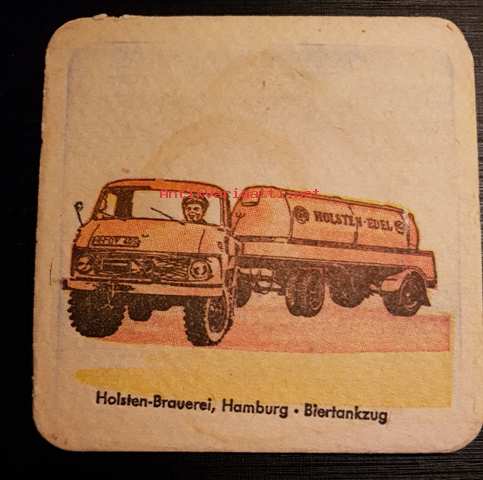 HOLSTEN-EDEL
Holsten-Brauerei, Hamburg • Biertankzug